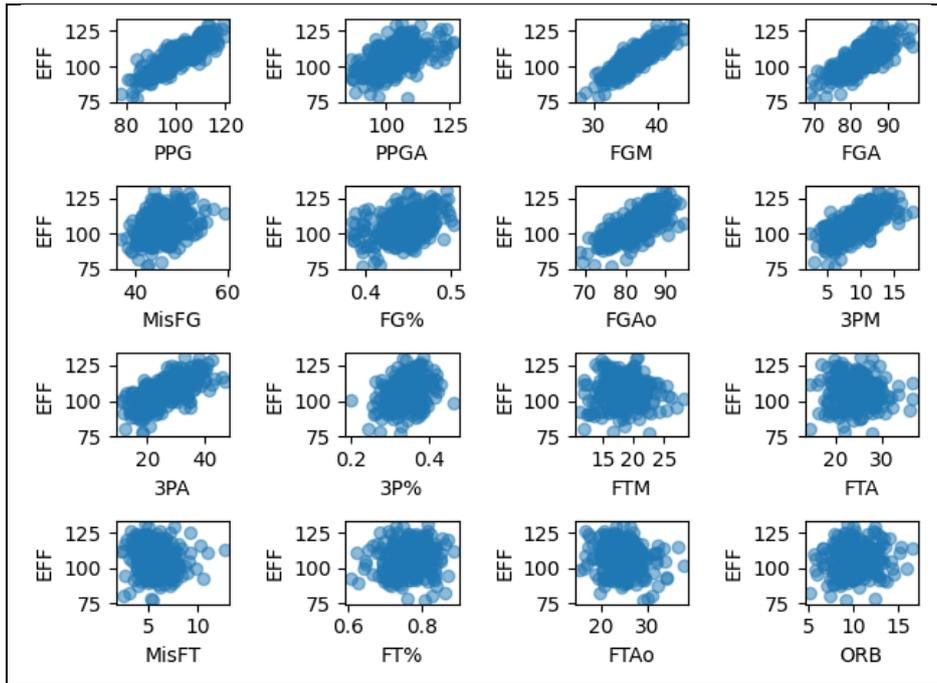 EFF 125 100 75 80 100 120 PPG
EFF 125 100 75 100 125 PPGA
EFF 125 100 75 30 40 FGM
EFF 125 100 75 70 80 90 FGA
EFF 125 100 75 40 60 MisFG
EFF 125 100 75 0.4 0.5 FG%
EFF 125 100 75 70 80 90 FGAo
EFF 125 100 75 5 10 15 3PM
EFF 125 100 75 20 40 3PA
EFF 125 100 75 0.2 0.4 3P%
EFF 125 100 75 15 20 25 FTM
EFF 125 100 75 20 30 FTA
EFF 125 100 75 5 10 MisFT
EFF 125 100 75 0.6 0.8 FT%
EFF 125 100 75 20 30 FTAo
EFF 125 100 75 5 10 15 ORB